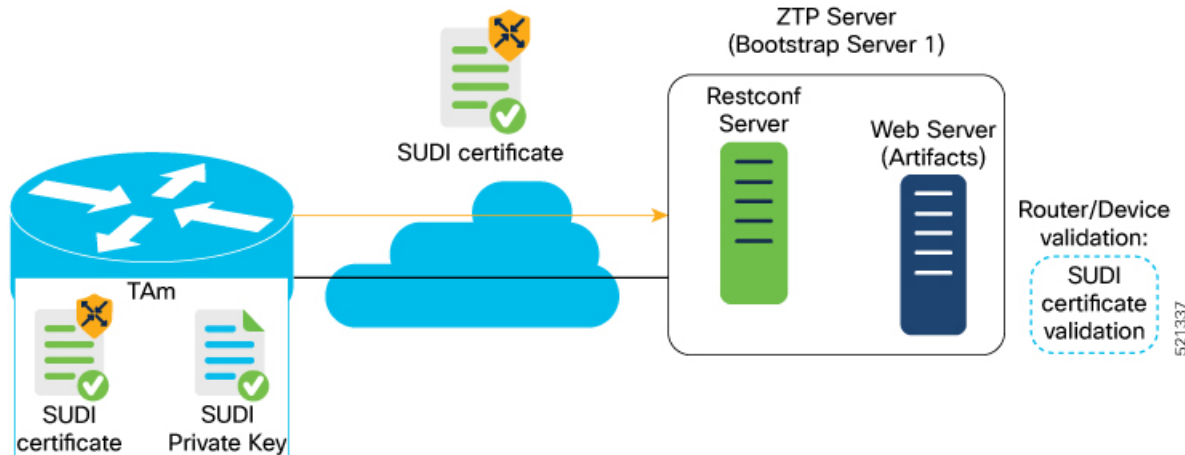 ZTP Server
(Bootstrap Server 1)
SUDI certificate
Restconf
Server
Web Server
(Artifacts)
Router/Device
validation:
SUDI
certificate
validation
TAm
SUDI
certificate
SUDI
Private Key
521337